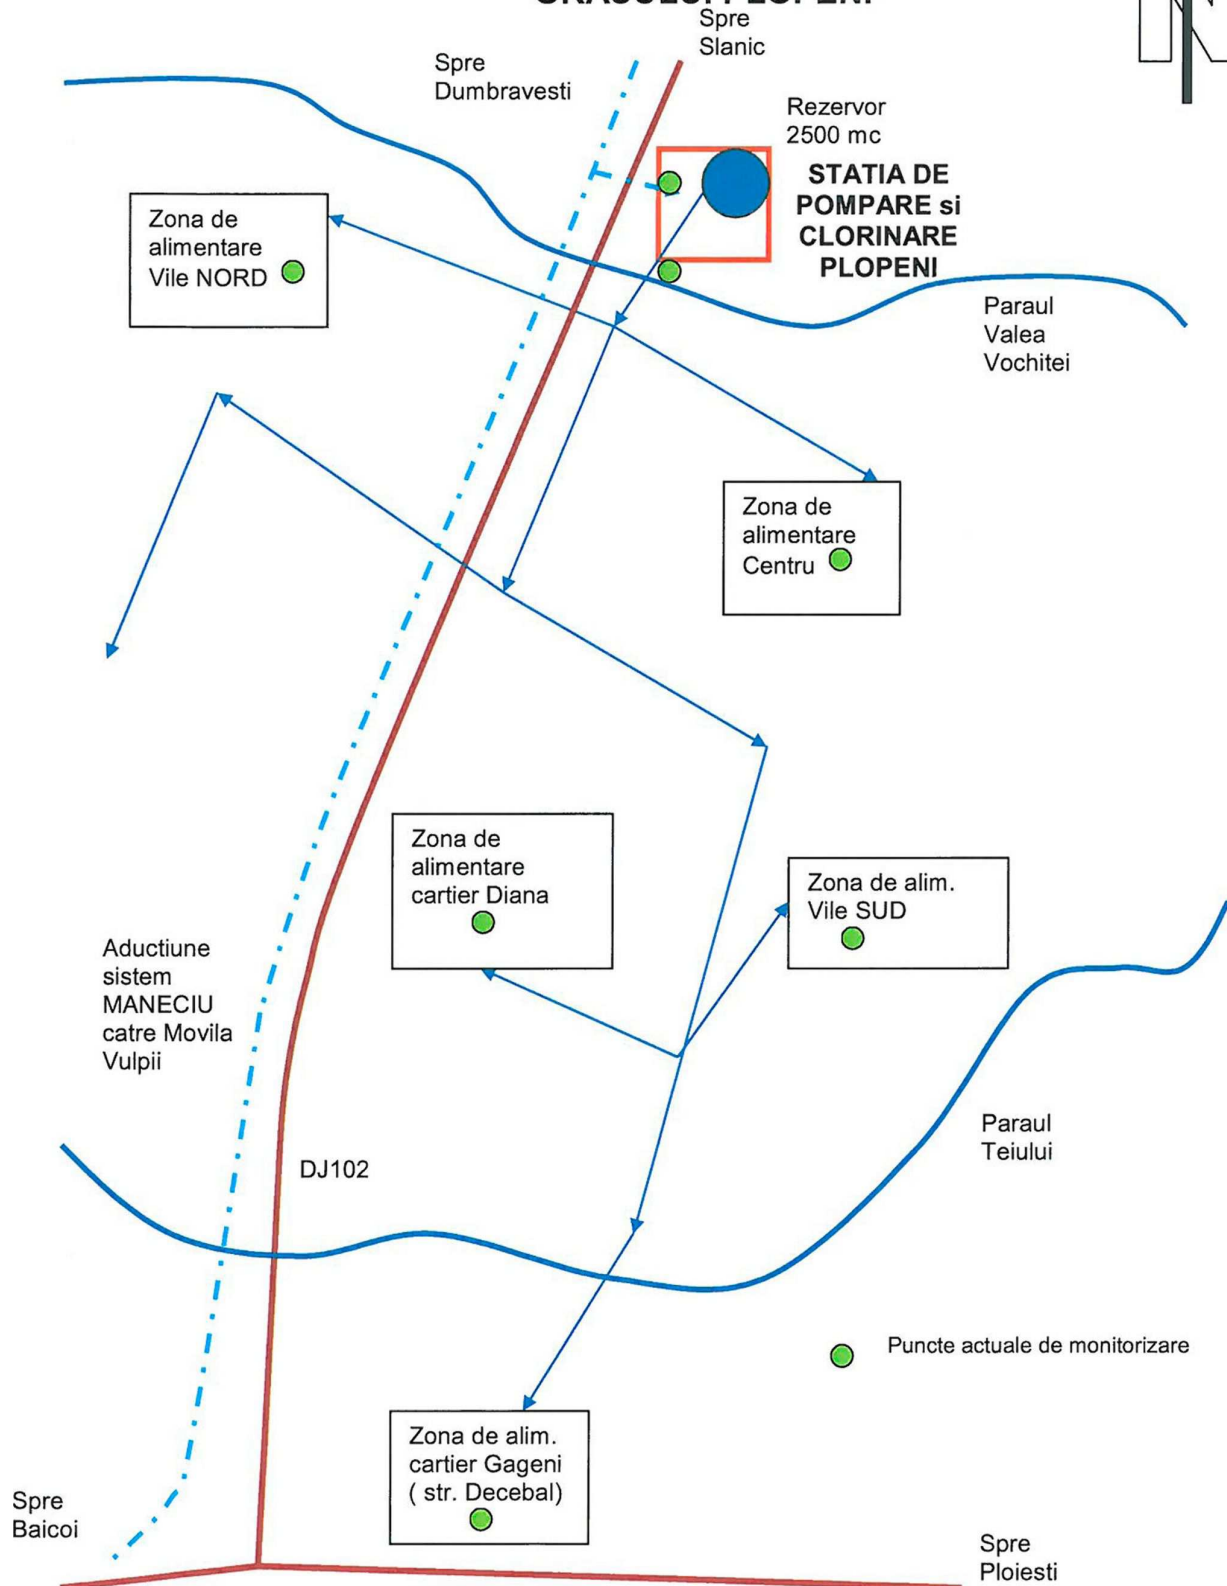 Spre
Slanic
Spre
Dumbravesti
Rezervor
2500 mc
STATIA DE
POMPARE si
CLORINARE
PLOPENI
Zona de
alimentare
Vile NORD
Paraul
Valea
Vochitei
Zona de
alimentare
Centru
Zona de
alimentare
cartier Diana
Zona de alim.
Vile SUD
Aductiune
sistem
MANECIU
catre Movila
Vulpii
Paraul
Teiului
DJ102
Puncte actuale de monitorizare
Zona de alim.
cartier Gageni
( str. Decebal)
Spre
Baicoi
Spre
Ploiesti